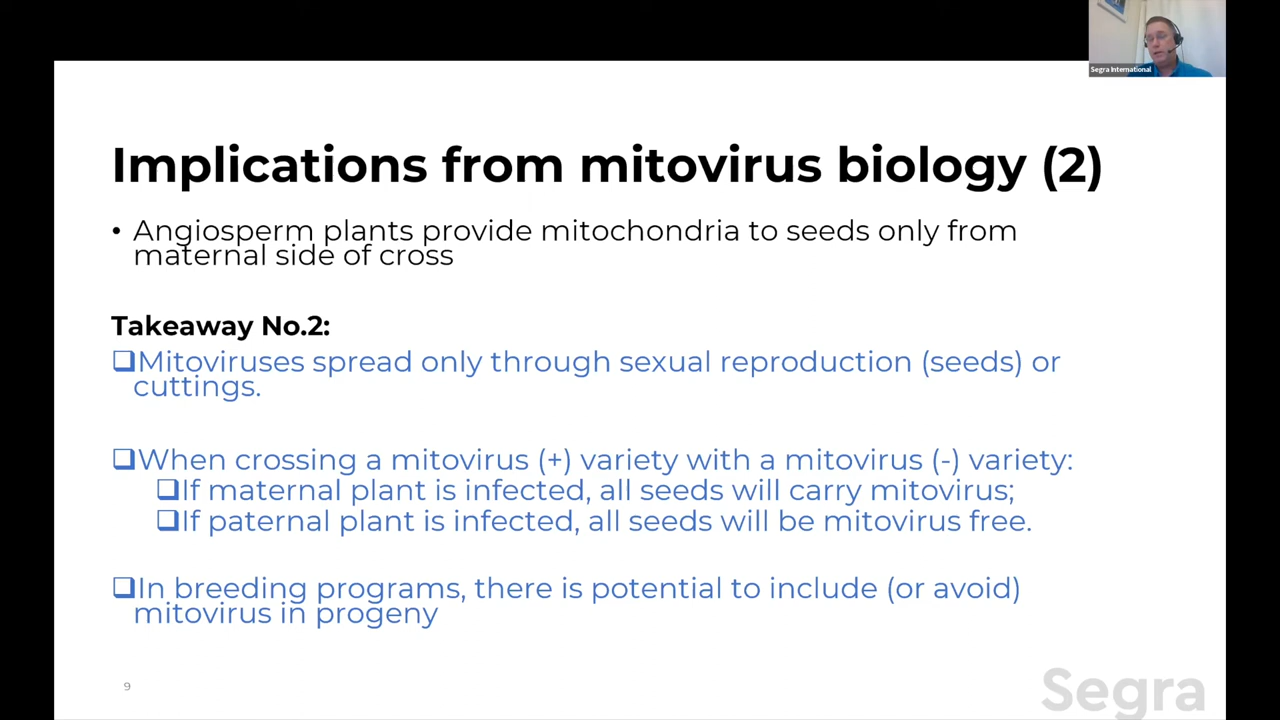 Segra International
Implications from mitovirus biology (2)
• Angiosperm plants provide mitochondria to seeds only from
maternal side of cross
Takeaway No.2:
❑Mitoviruses spread only through sexual reproduction (seeds) or
cuttings.
❑When crossing a mitovirus (+) variety with a mitovirus (-) variety:
❑If maternal plant is infected, all seeds will carry mitovirus;
❑If paternal plant is infected, all seeds will be mitovirus free.
❑In breeding programs, there is potential to include (or avoid)
mitovirus in progeny
9
Segra